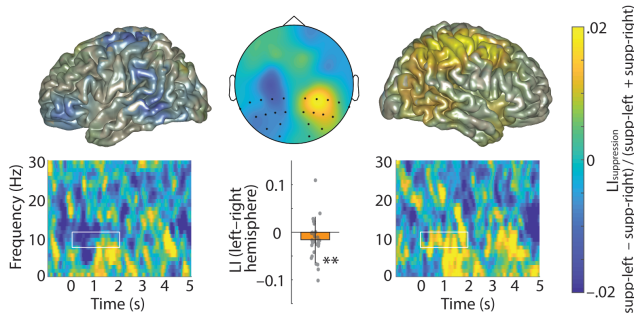 .02
0
-.02
LIsuppression
supp-left − supp-right) / (supp-left + supp-right)
30
20
10
0
Frequency (Hz)
0 1 2 3 4 5
Time (s)
0.1
0
−0.1
LI (left−right
hemisphere)
**
30
20
10
0
0 1 2 3 4 5
Time (s)